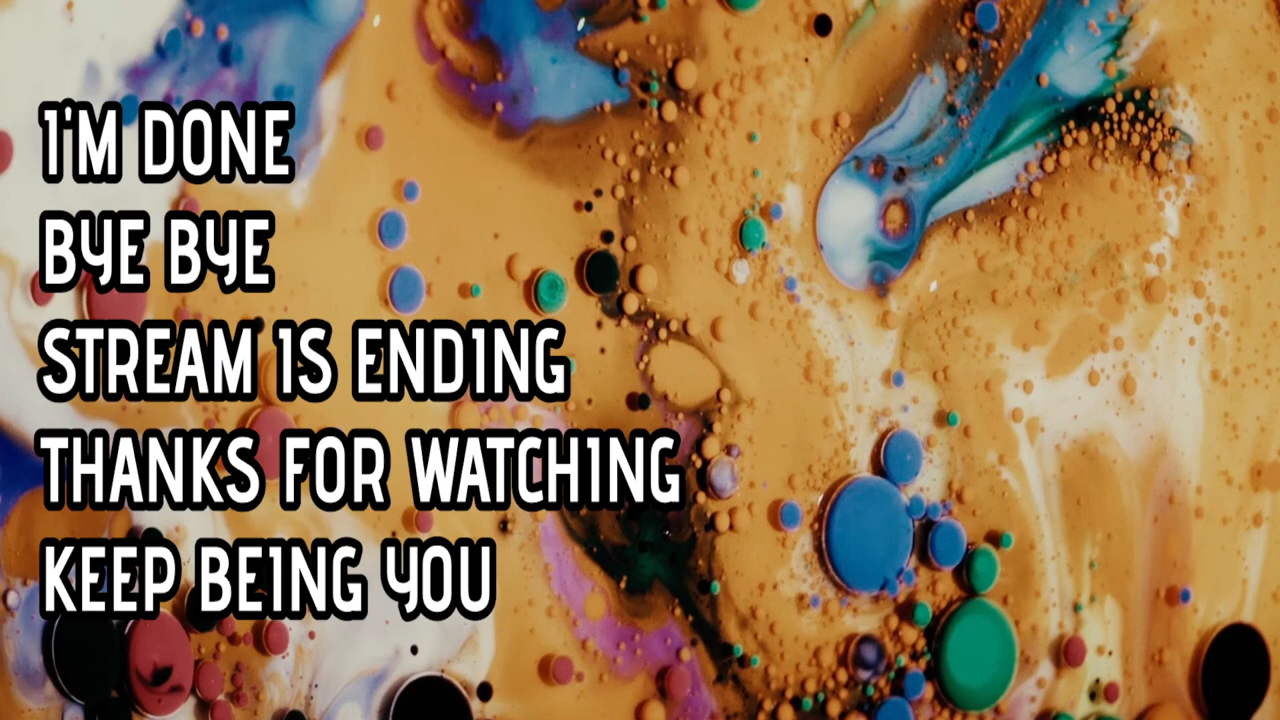 I'M DONE
BYE BYE
STREAM IS ENDING
THANKS FOR WATCHING
KEEP BEING YOU